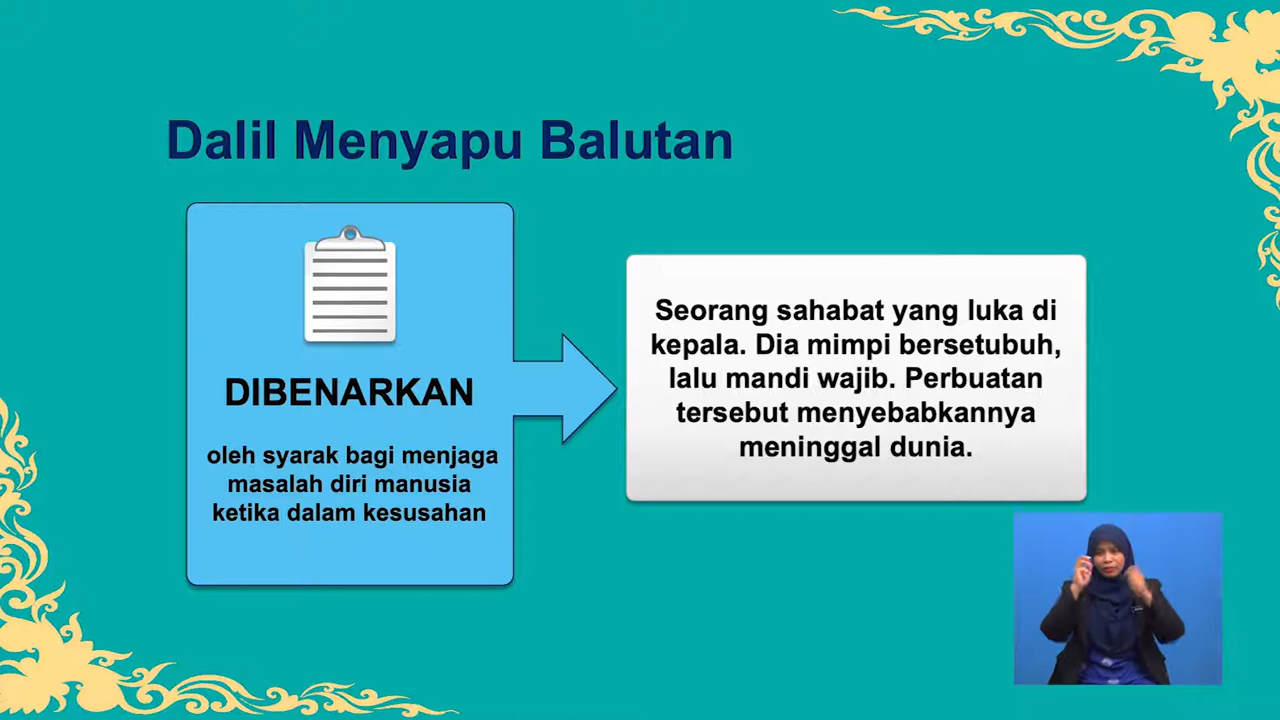 Dalil Menyapu Balutan
DIBENARKAN
oleh syarak bagi menjaga
masalah diri manusia
ketika dalam kesusahan
Seorang sahabat yang luka di
kepala. Dia mimpi bersetubuh,
lalu mandi wajib. Perbuatan
tersebut menyebabkannya
meninggal dunia.